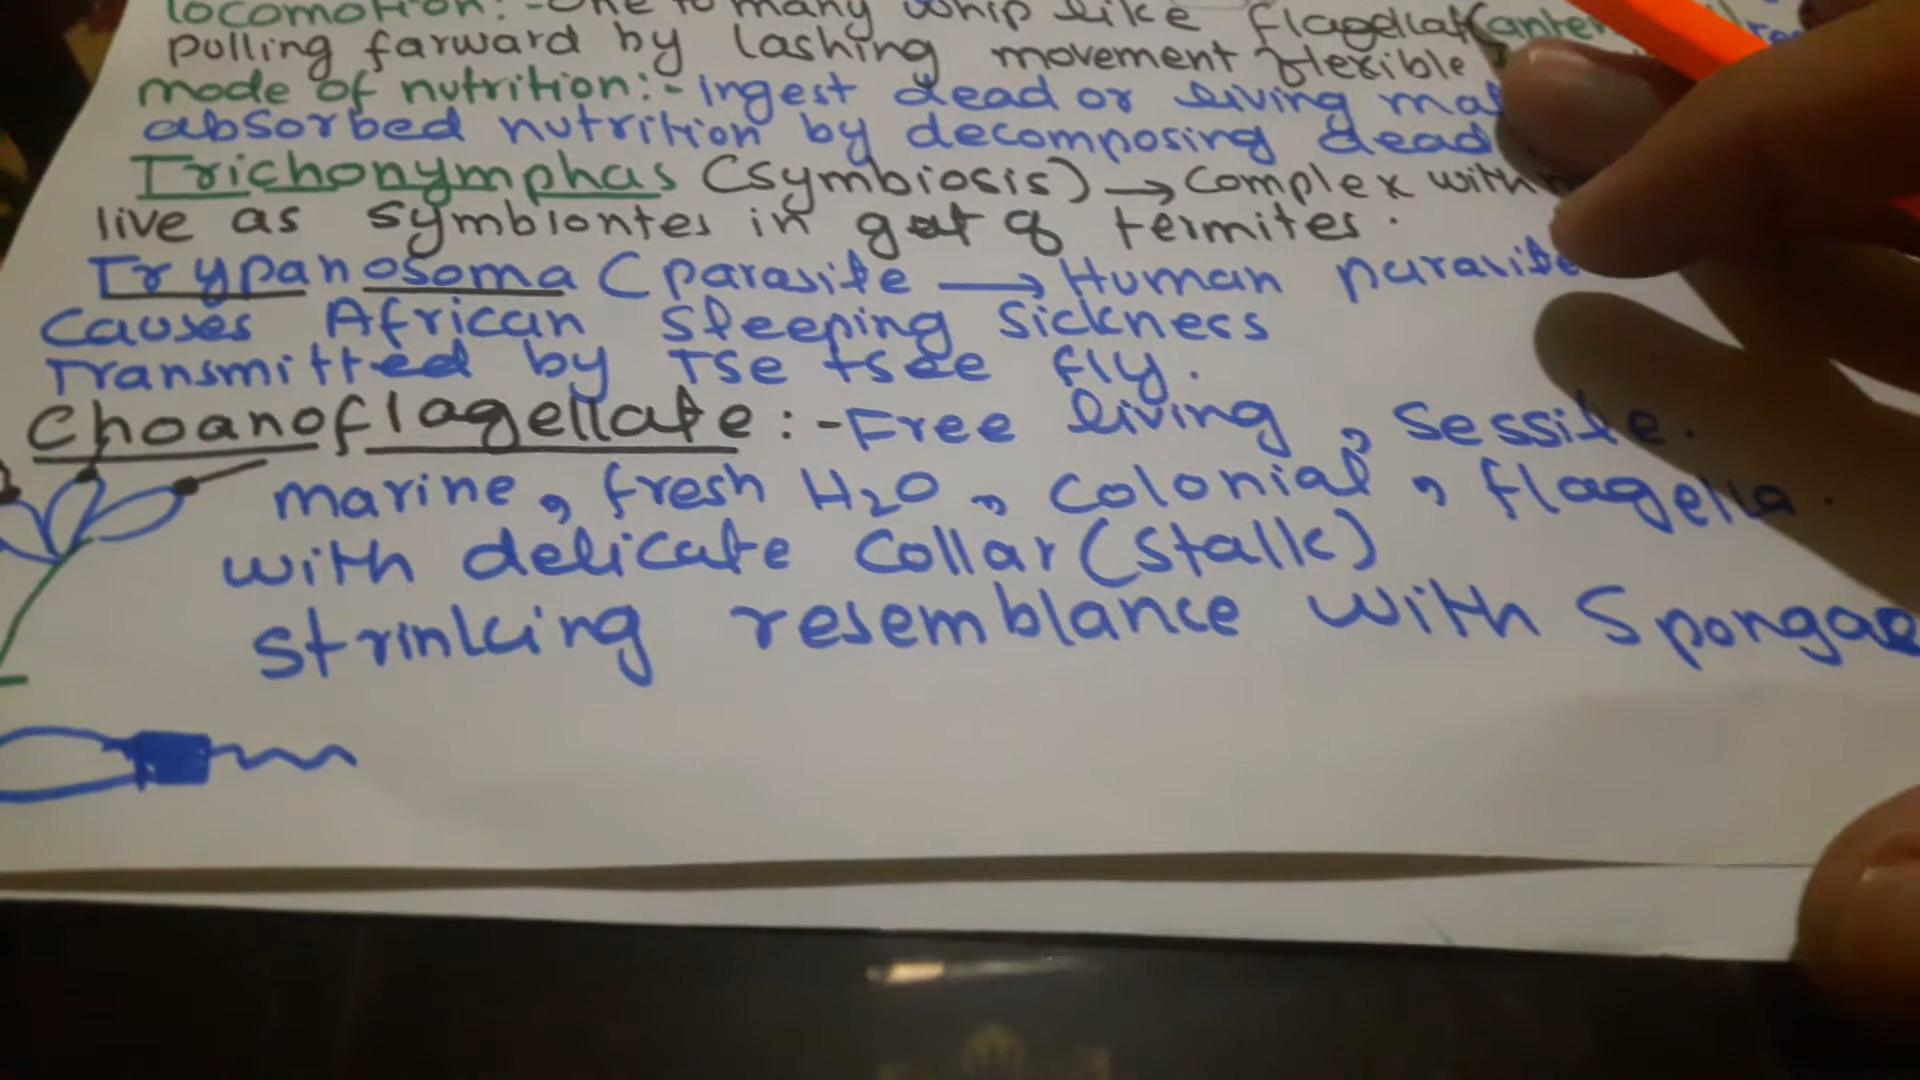 locomotion:- One to many whip like flagella (anter
pulling farward by lashing movement flexible
mode of nutrition:- Ingest dead or living mat
absorbed nutrition by decomposing dead
Trichonymphas (symbiosis) → Complex with
live as symbiontes in gut of termites.
Trypanosoma (parasite → Human parasite
Causes African Sleeping Sickness
Transmitted by Tse tsee fly.
Choanoflagellate:- Free living, Sessile.
marine, fresh H2O, Colonial, flagella.
with delicate Collar (Stalk)
strinking resemblance with Spongae